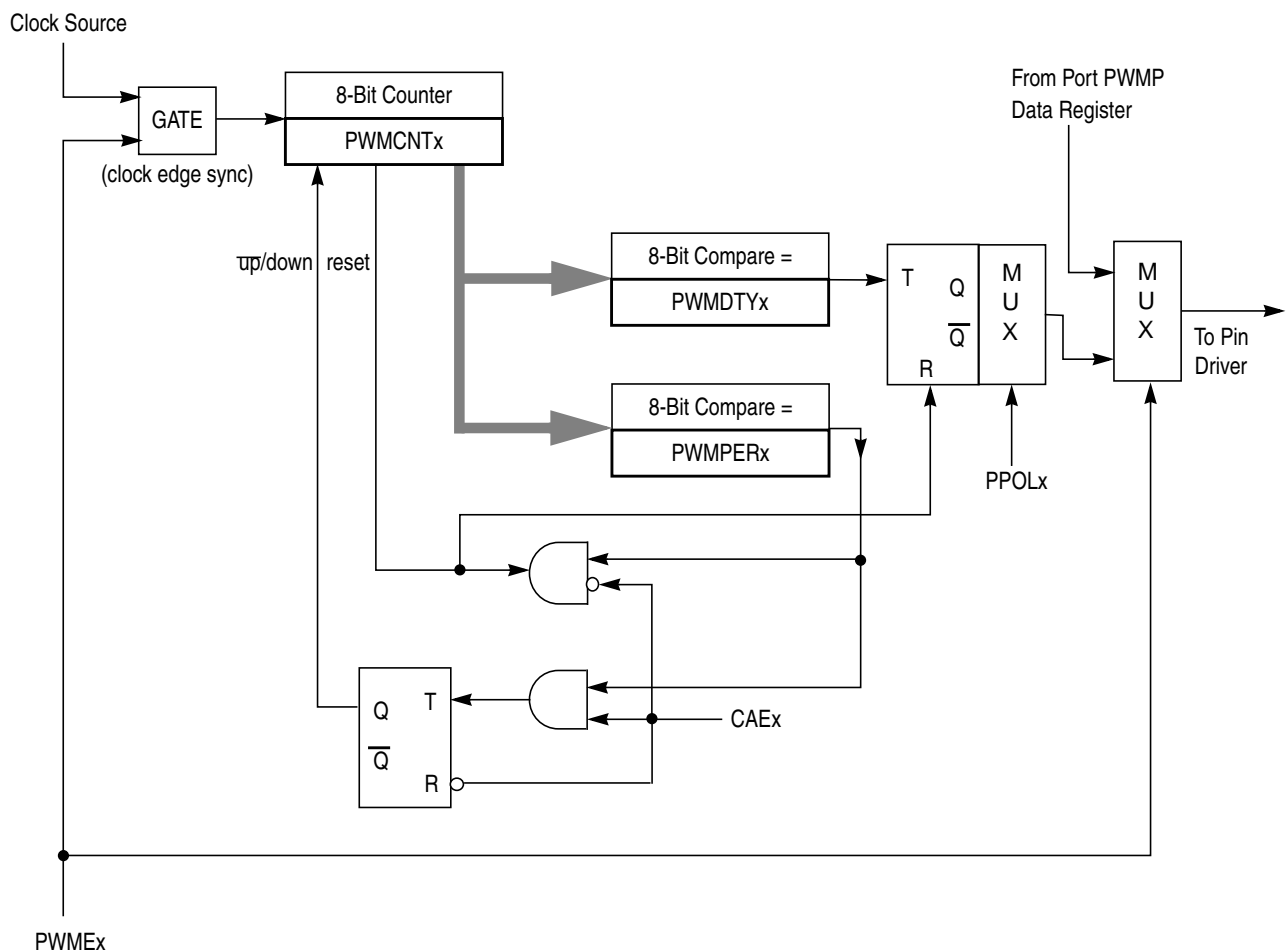 Clock Source
From Port PWMP
Data Register
8-Bit Counter
GATE
PWMCNTx
(clock edge sync)
up/down
reset
8-Bit Compare =
PWMDTYx
T
Q
Q
R
M
U
X
M
U
X
To Pin
Driver
8-Bit Compare =
PWMPERx
PPOLx
Q
T
Q
R
CAEx
PWMEx